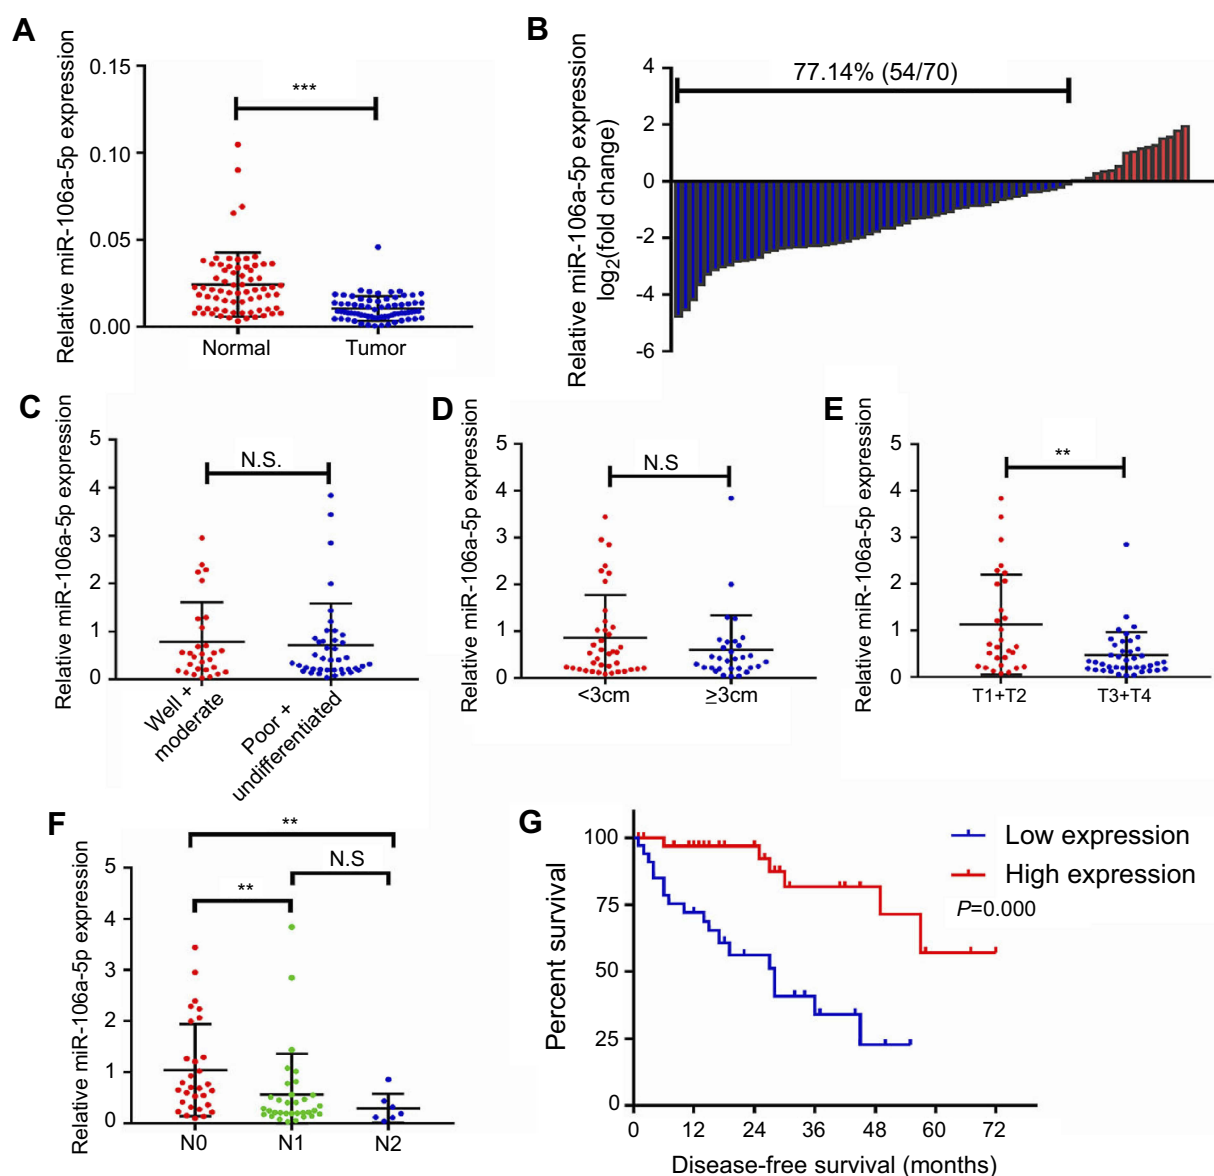 A
Relative miR-106a-5p expression
0.15
0.10
0.05
0.00
***
Normal
Tumor
B
Relative miR-106a-5p expression
log2(fold change)
4
2
0
-2
-4
-6
77.14% (54/70)
C
Relative miR-106a-5p expression
5
4
3
2
1
0
N.S.
Well +
moderate
Poor +
undifferentiated
D
Relative miR-106a-5p expression
5
4
3
2
1
0
N.S
<3cm
≥3cm
E
Relative miR-106a-5p expression
5
4
3
2
1
0
**
T1+T2
T3+T4
F
Relative miR-106a-5p expression
5
4
3
2
1
0
**
**
N.S
N0
N1
N2
G
Percent survival
100
75
50
25
0
0 12 24 36 48 60 72
Disease-free survival (months)
Low expression
High expression
P=0.000